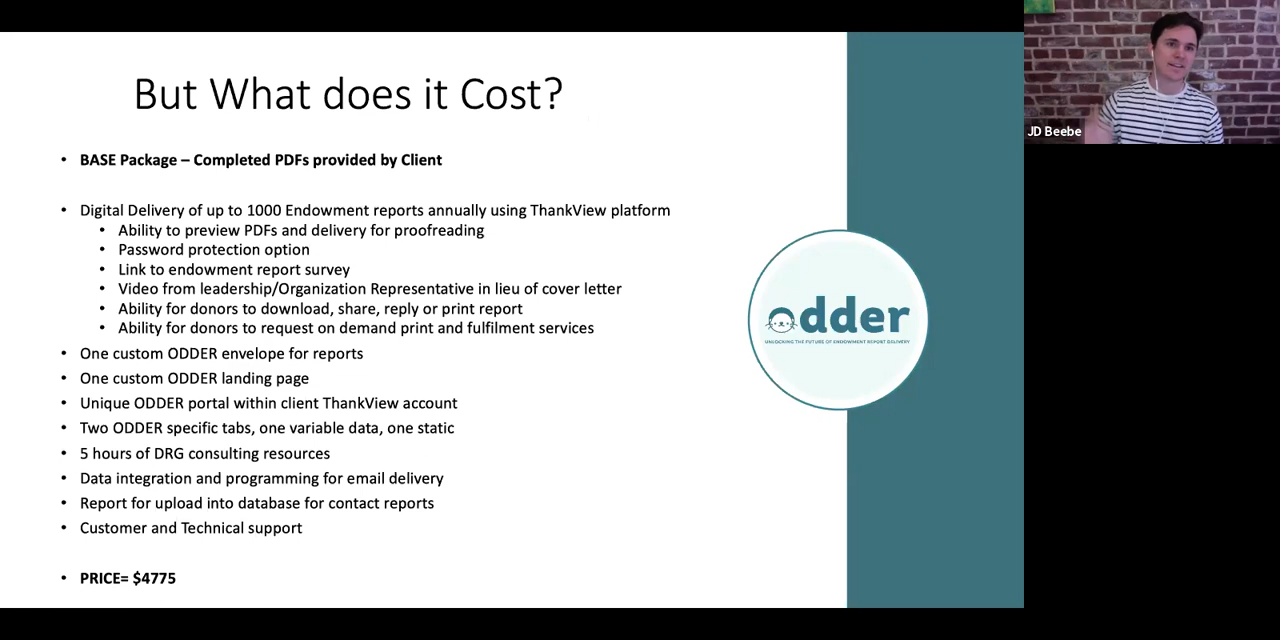 But What does it Cost?
• BASE Package – Completed PDFs provided by Client
• Digital Delivery of up to 1000 Endowment reports annually using ThankView platform
• Ability to preview PDFs and delivery for proofreading
• Password protection option
• Link to endowment report survey
• Video from leadership/Organization Representative in lieu of cover letter
• Ability for donors to download, share, reply or print report
• Ability for donors to request on demand print and fulfilment services
• One custom ODDER envelope for reports
• One custom ODDER landing page
• Unique ODDER portal within client ThankView account
• Two ODDER specific tabs, one variable data, one static
• 5 hours of DRG consulting resources
• Data integration and programming for email delivery
• Report for upload into database for contact reports
• Customer and Technical support
• PRICE= $4775
odder
UNLOCKING THE FUTURE OF ENDOWMENT REPORT DELIVERY
JD Beebe